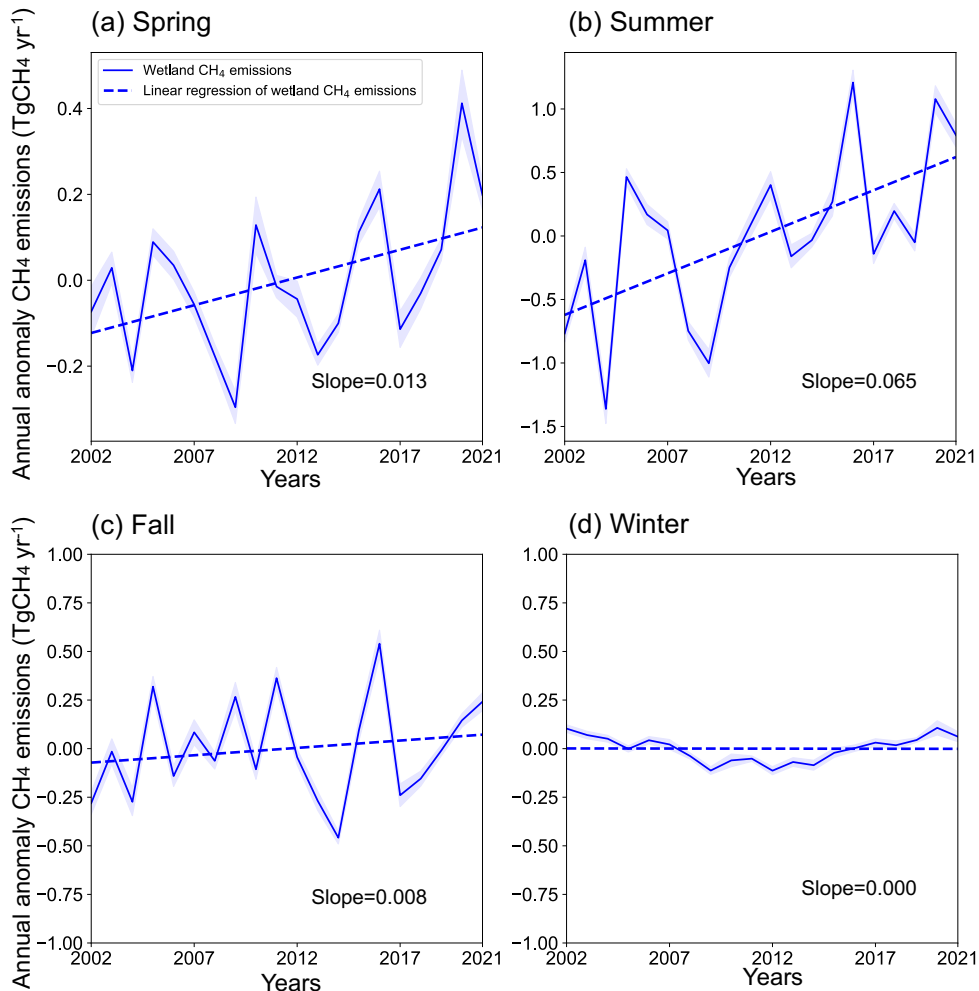 (a) Spring
Annual anomaly CH4 emissions (TgCH4 yr-1)
Wetland CH4 emissions
Linear regression of wetland CH4 emissions
0.4
0.2
0.0
−0.2
Slope=0.013
2002 2007 2012 2017 2021
Years
(b) Summer
1.0
0.5
0.0
−0.5
−1.0
−1.5
Slope=0.065
2002 2007 2012 2017 2021
Years
(c) Fall
Annual anomaly CH4 emissions (TgCH4 yr-1)
1.00
0.75
0.50
0.25
0.00
−0.25
−0.50
−0.75
−1.00
Slope=0.008
2002 2007 2012 2017 2021
Years
(d) Winter
1.00
0.75
0.50
0.25
0.00
−0.25
−0.50
−0.75
−1.00
Slope=0.000
2002 2007 2012 2017 2021
Years